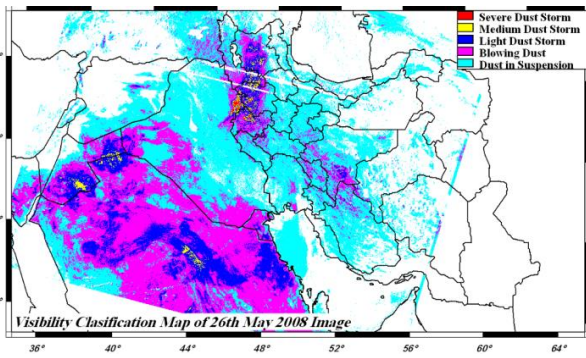 Severe Dust Storm
Medium Dust Storm
Light Dust Storm
Blowing Dust
Dust in Suspension
Visibility Clasification Map of 26th May 2008 Image
36° 40° 44° 48° 52° 56° 60° 64°